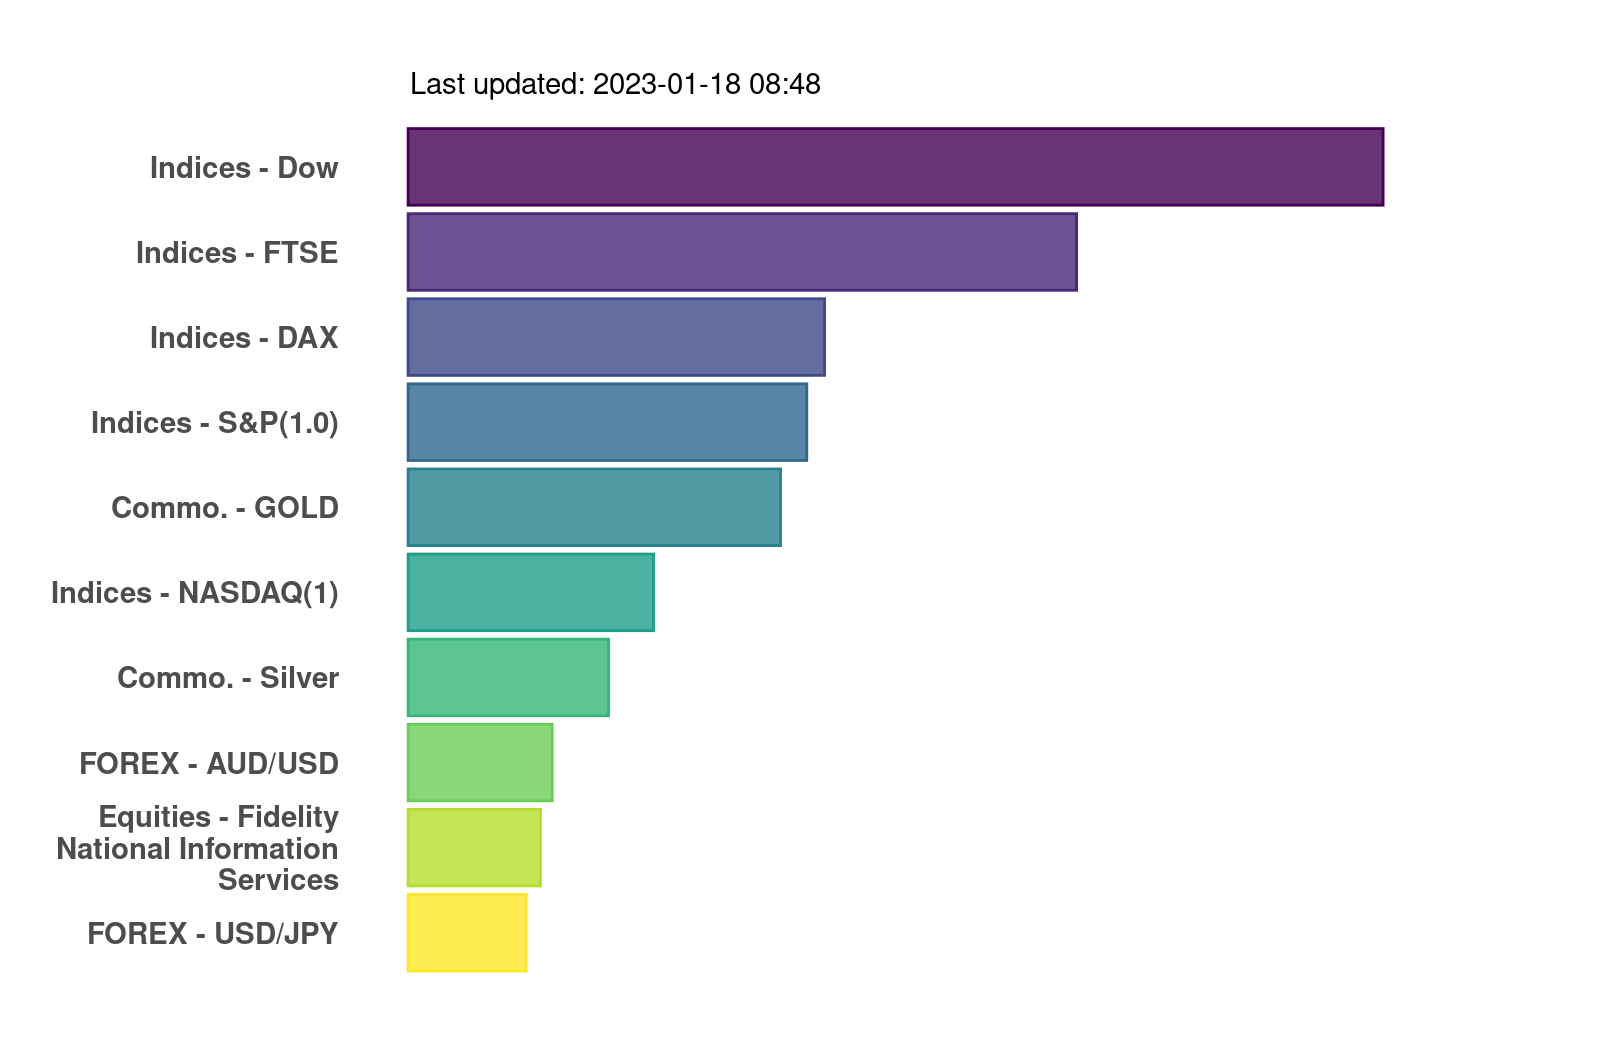 Last updated: 2023-01-18 08:48
Indices - Dow
Indices - FTSE
Indices - DAX
Indices - S&P(1.0)
Commo. - GOLD
Indices - NASDAQ(1)
Commo. - Silver
FOREX - AUD/USD
Equities - Fidelity
National Information
Services
FOREX - USD/JPY